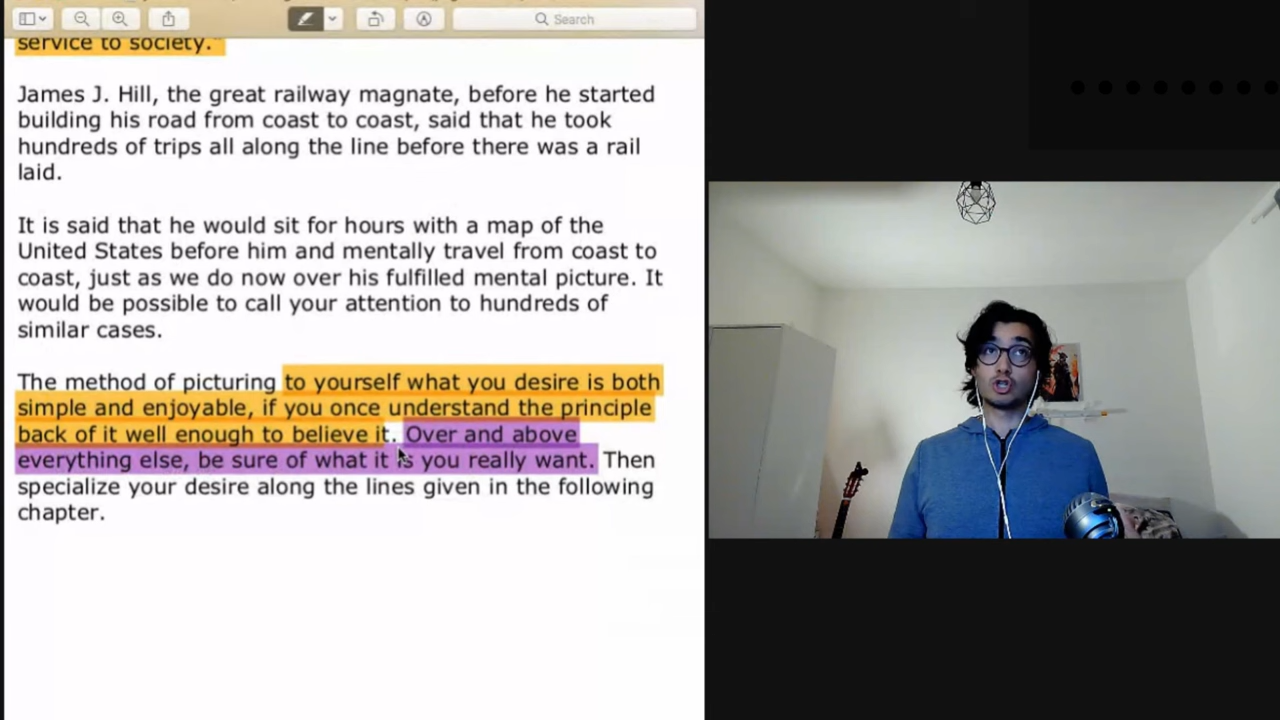 Search
service to society."
James J. Hill, the great railway magnate, before he started
building his road from coast to coast, said that he took
hundreds of trips all along the line before there was a rail
laid.
It is said that he would sit for hours with a map of the
United States before him and mentally travel from coast to
coast, just as we do now over his fulfilled mental picture. It
would be possible to call your attention to hundreds of
similar cases.
The method of picturing to yourself what you desire is both
simple and enjoyable, if you once understand the principle
back of it well enough to believe it. Over and above
everything else, be sure of what it is you really want. Then
specialize your desire along the lines given in the following
chapter.